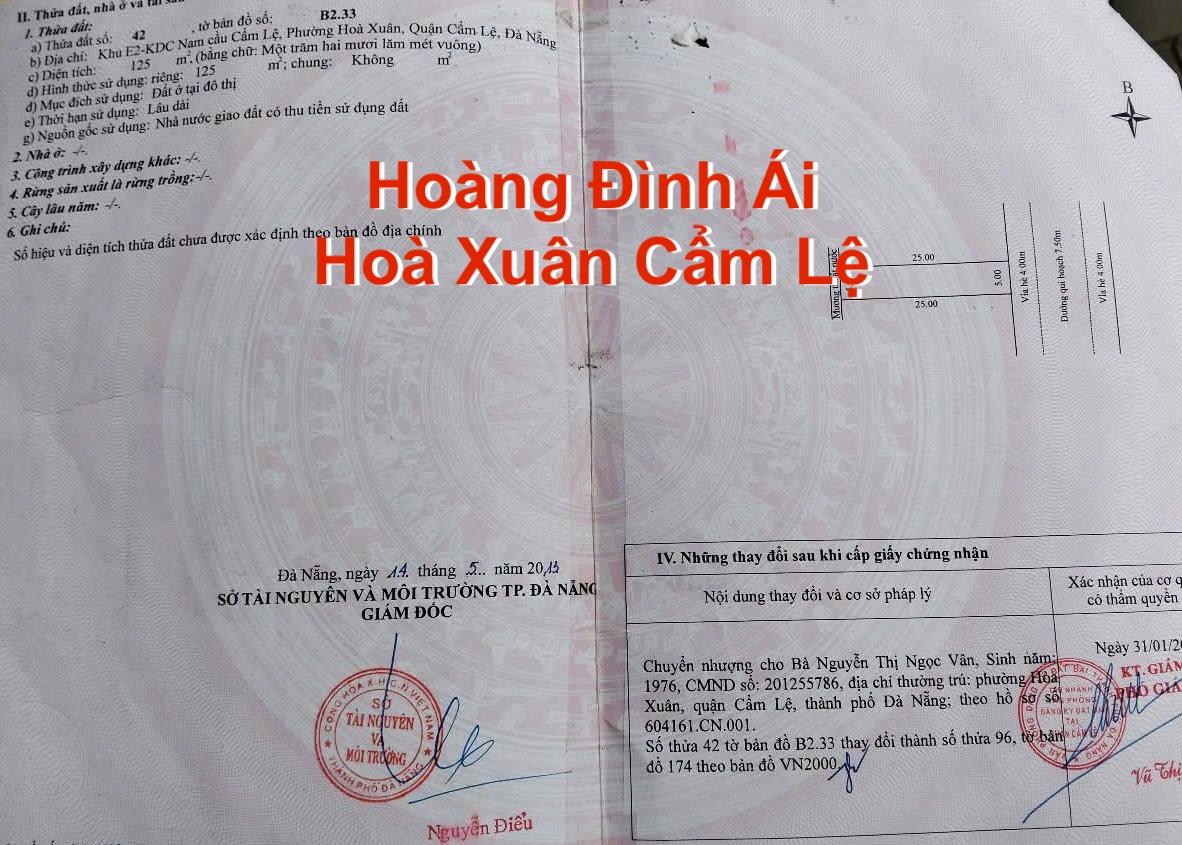 II. Thửa đất, nhà ở và tài
1. Thửa đất:
a) Thửa đất số: 42 , tờ bản đồ số: B2.33
b) Địa chỉ: Khu E2-KDC Nam cầu Cẩm Lệ, Phường Hoà Xuân, Quận Cẩm Lệ, Đà Nẵng
c) Diện tích: 125 m², (bằng chữ: Một trăm hai mươi lăm mét vuông)
d) Hình thức sử dụng: riêng: 125 m²; chung: Không m²
đ) Mục đích sử dụng: Đất ở tại đô thị
e) Thời hạn sử dụng: Lâu dài
g) Nguồn gốc sử dụng: Nhà nước giao đất có thu tiền sử dụng đất
2. Nhà ở: -/-.
3. Công trình xây dựng khác: -/-.
4. Rừng sản xuất là rừng trồng: -/-.
5. Cây lâu năm: -/-.
6. Ghi chú:
Số hiệu và diện tích thửa đất chưa được xác định theo bản đồ địa chính
Hoàng Đình Ái
Hoà Xuân Cẩm Lệ
B
25.00
5.00
25.00
Mương
nước
Vỉa hè 4.00m
Đường qui hoạch 7.50m
Vỉa hè 4.00m
Đà Nẵng, ngày 14 tháng 5.. năm 2013
SỞ TÀI NGUYÊN VÀ MÔI TRƯỜNG TP. ĐÀ NẴNG
GIÁM ĐỐC
CỘNG HOÀ X.H.C.N VIỆT NAM
SỞ
TÀI NGUYÊN
VÀ
MÔI TRƯỜNG
THÀNH PHỐ ĐÀ NẴNG
Nguyễn Điểu
IV. Những thay đổi sau khi cấp giấy chứng nhận
Nội dung thay đổi và cơ sở pháp lý
Xác nhận của cơ q
có thẩm quyền
Chuyển nhượng cho Bà Nguyễn Thị Ngọc Vân, Sinh năm:
1976, CMND số: 201255786, địa chỉ thường trú: phường Hòa
Xuân, quận Cẩm Lệ, thành phố Đà Nẵng; theo hồ sơ số
604161.CN.001.
Số thửa 42 tờ bản đồ B2.33 thay đổi thành số thửa 96, tờ bản
đồ 174 theo bản đồ VN2000.
Ngày 31/01/20
KT. GIÁM
PHÓ GIÁ
Vũ Thị